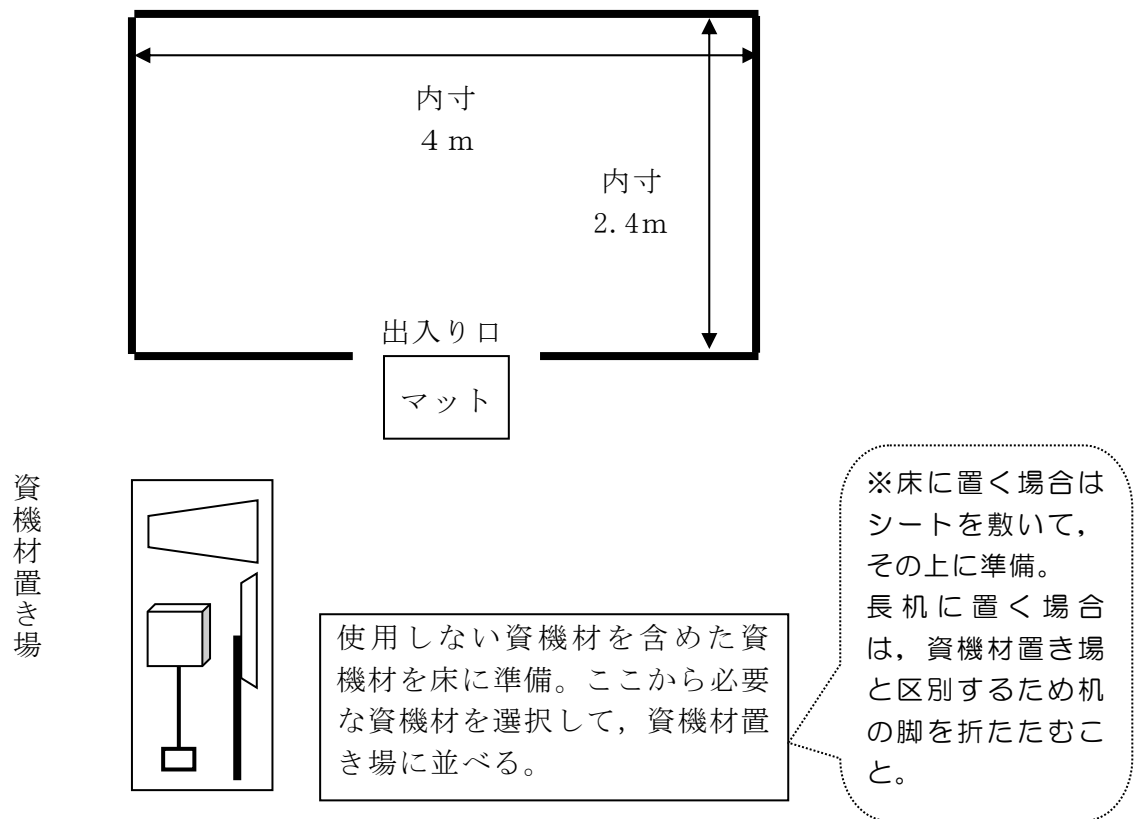 内寸
4 m
内寸
2.4m
出入り口
マット
資機材置き場
使用しない資機材を含めた資
機材を床に準備。ここから必要
な資機材を選択して，資機材置
き場に並べる。
※床に置く場合は
シートを敷いて，
その上に準備。
長机に置く場合
は，資機材置き場
と区別するため机
の脚を折たたむこ
と。